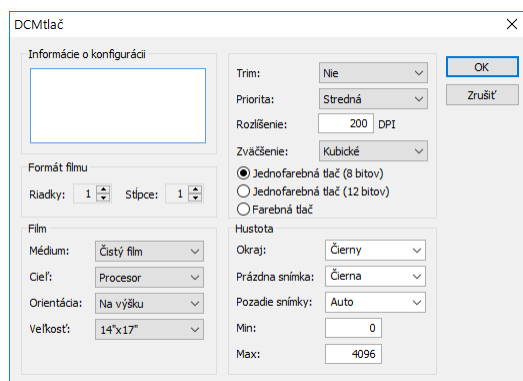 DCMtlač
Informácie o konfigurácii
Formát filmu
Riadky: 1 Stĺpce: 1
Film
Médium: Čistý film
Cieľ: Procesor
Orientácia: Na výšku
Veľkosť: 14"x17"
Trim: Nie
Priorita: Stredná
Rozlíšenie: 200 DPI
Zväčšenie: Kubické
Jednofarebná tlač (8 bitov)
Jednofarebná tlač (12 bitov)
Farebná tlač
Hustota
Okraj: Čierny
Prázdna snímka: Čierna
Pozadie snímky: Auto
Min: 0
Max: 4096
OK
Zrušiť